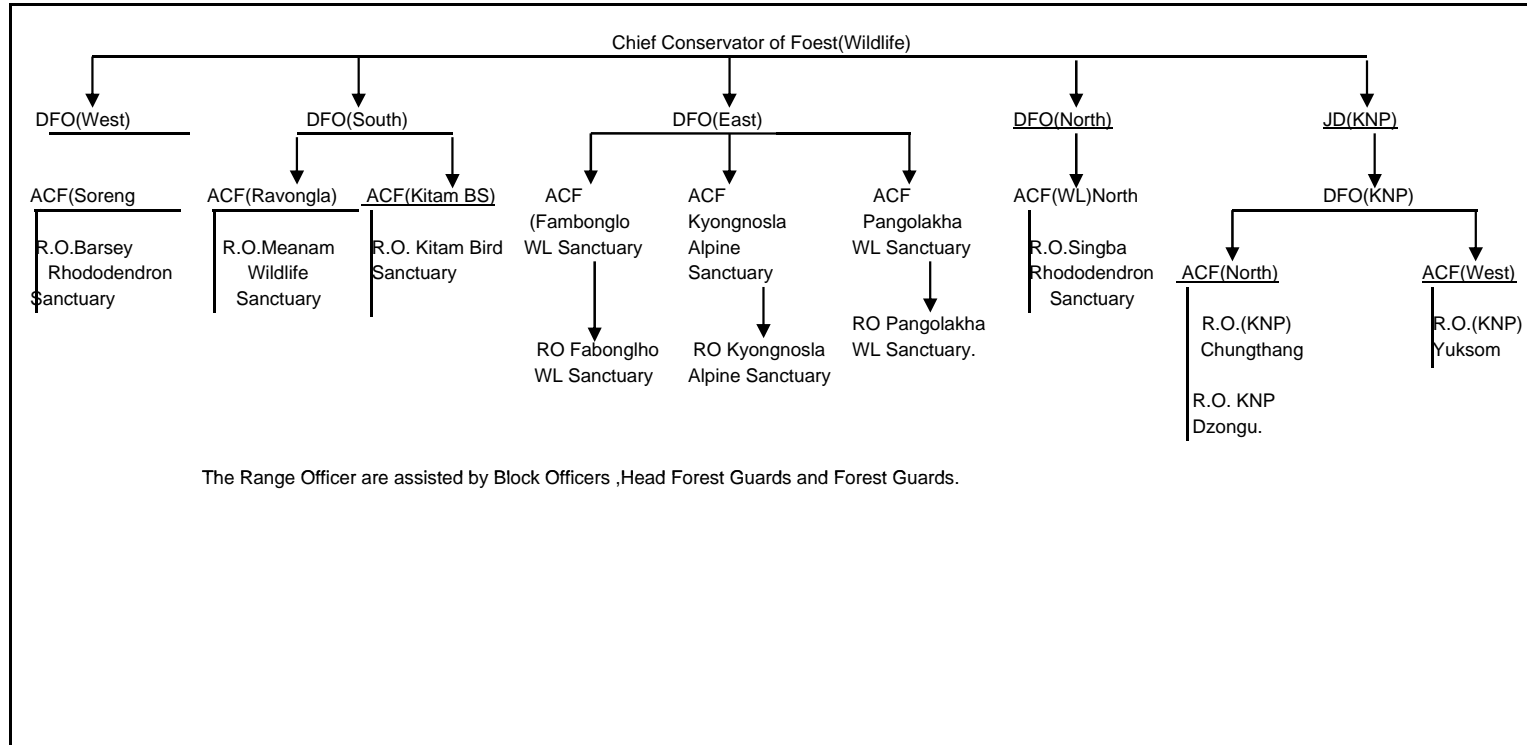 Chief Conservator of Foest(Wildlife)
DFO(West)
DFO(South)
DFO(East)
DFO(North)
JD(KNP)
ACF(Soreng
R.O.Barsey
Rhododendron
Sanctuary
ACF(Ravongla)
R.O.Meanam
Wildlife
Sanctuary
ACF(Kitam BS)
R.O. Kitam Bird
Sanctuary
ACF
(Fambonglo
WL Sanctuary
RO Fabonglho
WL Sanctuary
ACF
Kyongnosla
Alpine
Sanctuary
RO Kyongnosla
Alpine Sanctuary
ACF
Pangolakha
WL Sanctuary
RO Pangolakha
WL Sanctuary.
ACF(WL)North
R.O.Singba
Rhododendron
Sanctuary
DFO(KNP)
ACF(North)
R.O.(KNP)
Chungthang
R.O. KNP
Dzongu.
ACF(West)
R.O.(KNP)
Yuksom
The Range Officer are assisted by Block Officers ,Head Forest Guards and Forest Guards.